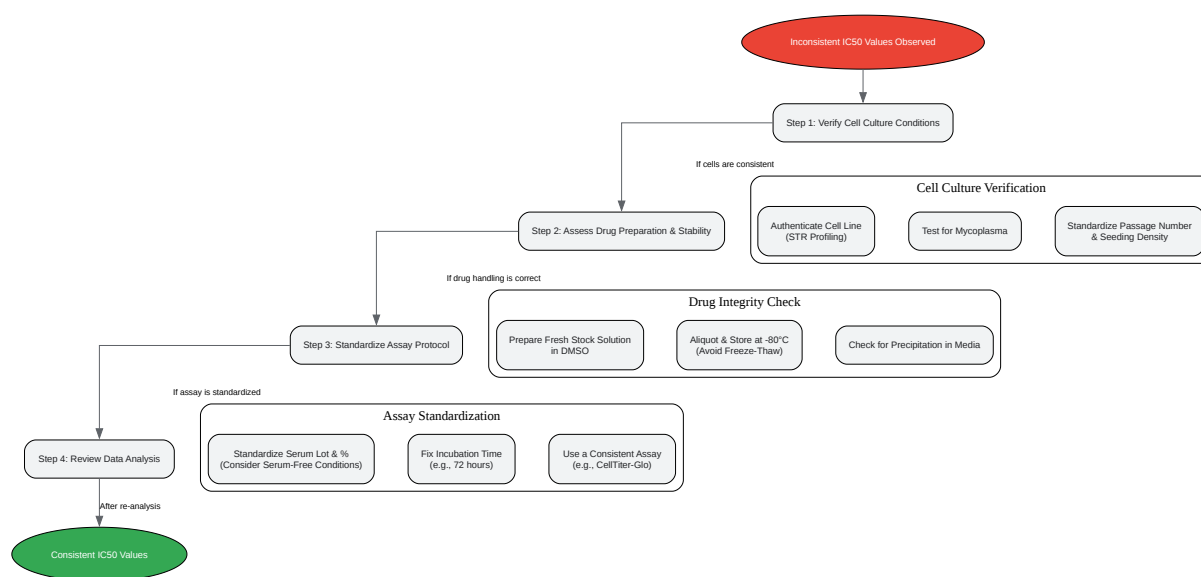 Inconsistent IC50 Values Observed
Step 1: Verify Cell Culture Conditions
If cells are consistent
Cell Culture Verification
Authenticate Cell Line
(STR Profiling)
Test for Mycoplasma
Standardize Passage Number
& Seeding Density
Step 2: Assess Drug Preparation & Stability
If drug handling is correct
Drug Integrity Check
Prepare Fresh Stock Solution
in DMSO
Aliquot & Store at -80°C
(Avoid Freeze-Thaw)
Check for Precipitation in Media
Step 3: Standardize Assay Protocol
If assay is standardized
Assay Standardization
Standardize Serum Lot & %
(Consider Serum-Free Conditions)
Fix Incubation Time
(e.g., 72 hours)
Use a Consistent Assay
(e.g., CellTiter-Glo)
Step 4: Review Data Analysis
After re-analysis
Consistent IC50 Values